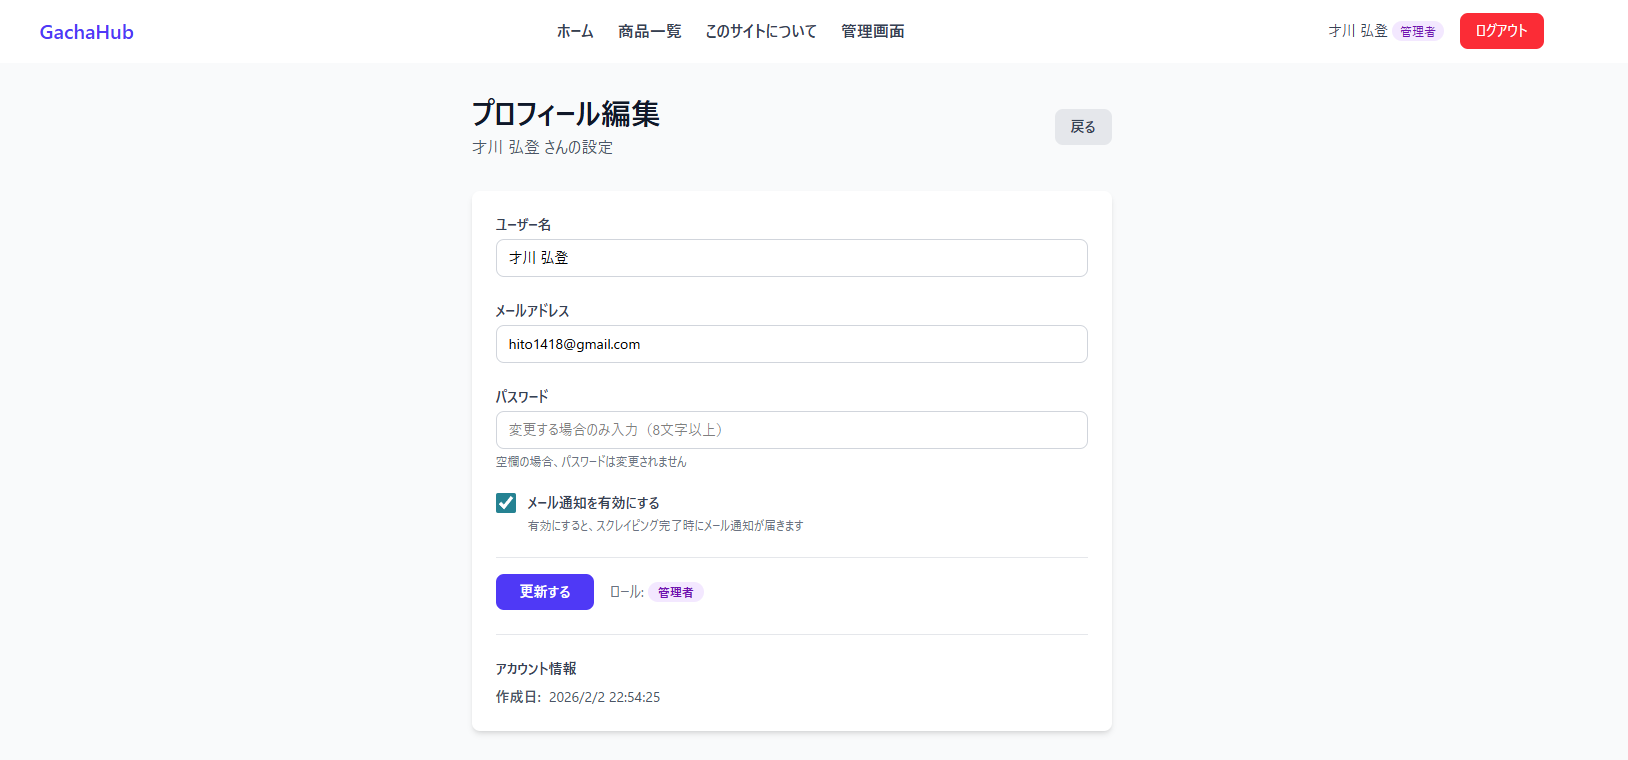 GachaHub
ホーム 商品一覧 このサイトについて 管理画面
才川 弘登 管理者 ログアウト
プロフィール編集
戻る
才川 弘登 さんの設定
ユーザー名
才川 弘登
メールアドレス
hito1418@gmail.com
パスワード
変更する場合のみ入力（8文字以上）
空欄の場合、パスワードは変更されません
メール通知を有効にする
有効にすると、スクレイピング完了時にメール通知が届きます
更新する ロール: 管理者
アカウント情報
作成日: 2026/2/2 22:54:25